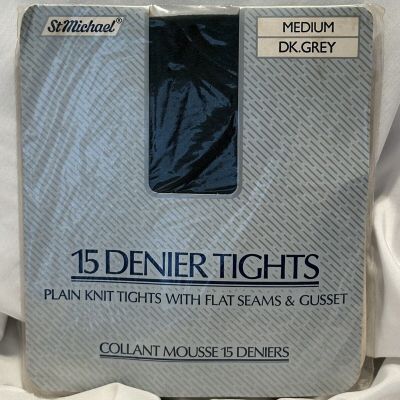 St Michael®
MEDIUM
DK.GREY
15 DENIER TIGHTS
PLAIN KNIT TIGHTS WITH FLAT SEAMS & GUSSET
COLLANT MOUSSE 15 DENIERS